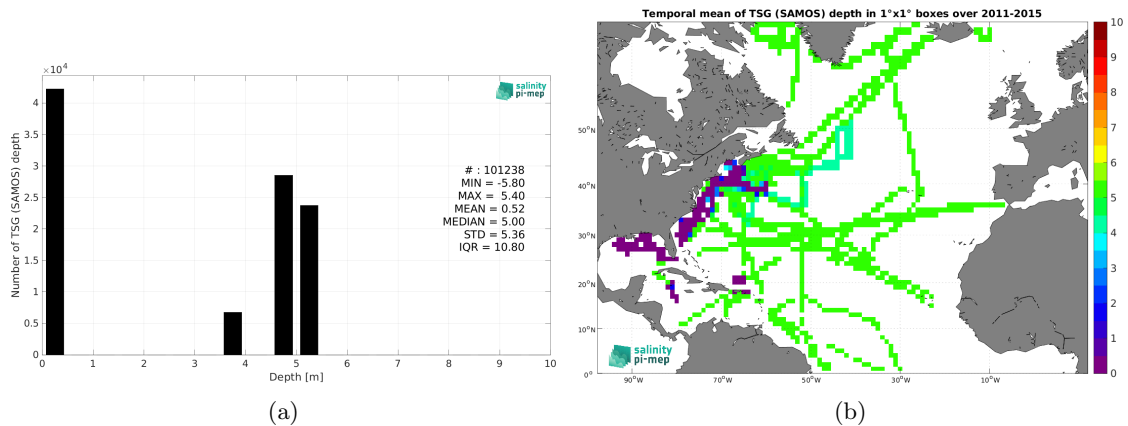 ×10⁴
4
3.5
3
2.5
2
1.5
1
0.5
0
Number of TSG (SAMOS) depth
0 1 2 3 4 5 6 7 8 9 10
Depth [m]
salinity
pi-mep
# : 101238
MIN = -5.80
MAX = 5.40
MEAN = 0.52
MEDIAN = 5.00
STD = 5.36
IQR = 10.80
(a)
Temporal mean of TSG (SAMOS) depth in 1°x1° boxes over 2011-2015
50°N
40°N
30°N
20°N
10°N
0°
90°W 70°W 50°W 30°W 10°W
salinity
pi-mep
10
9
8
7
6
5
4
3
2
1
0
(b)